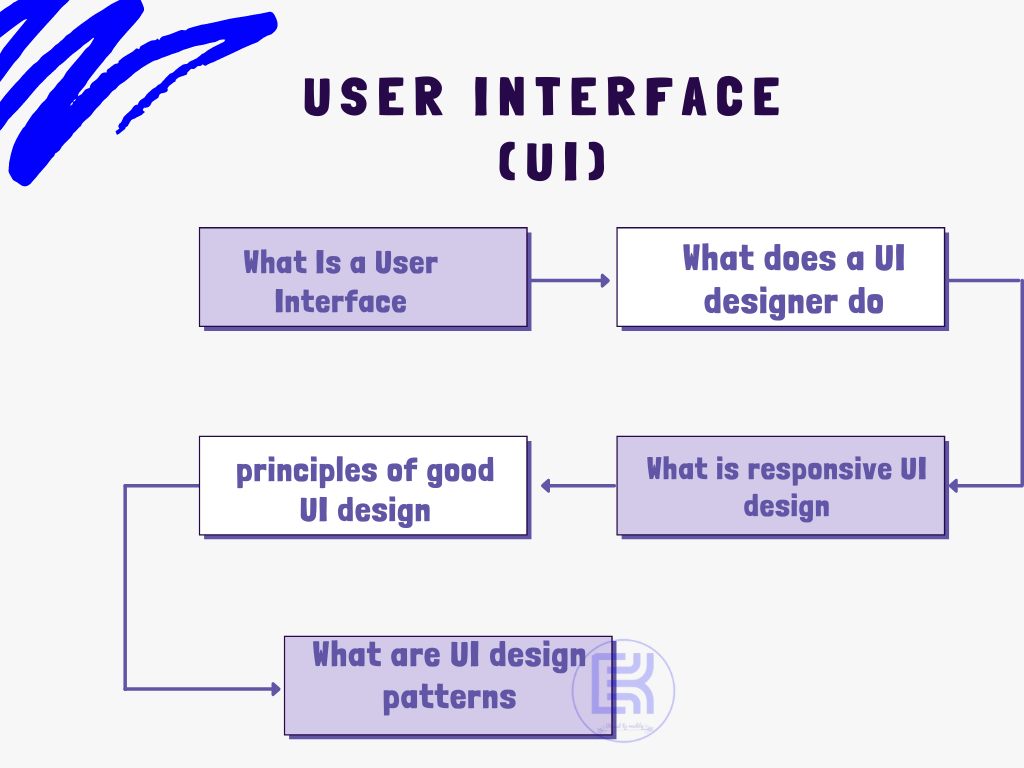 USER INTERFACE
(UI)
What Is a User
Interface
What does a UI
designer do
What is responsive UI
design
principles of good
UI design
What are UI design
patterns